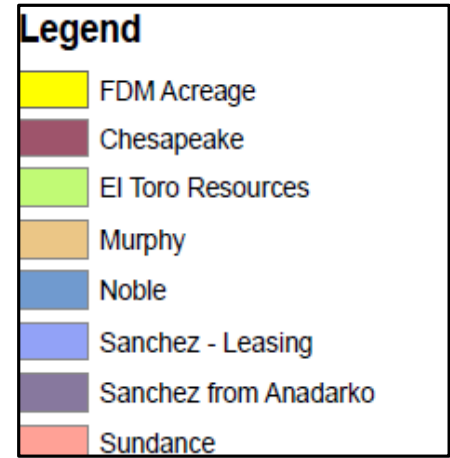 Legend
FDM Acreage
Chesapeake
El Toro Resources
Murphy
Noble
Sanchez - Leasing
Sanchez from Anadarko
Sundance